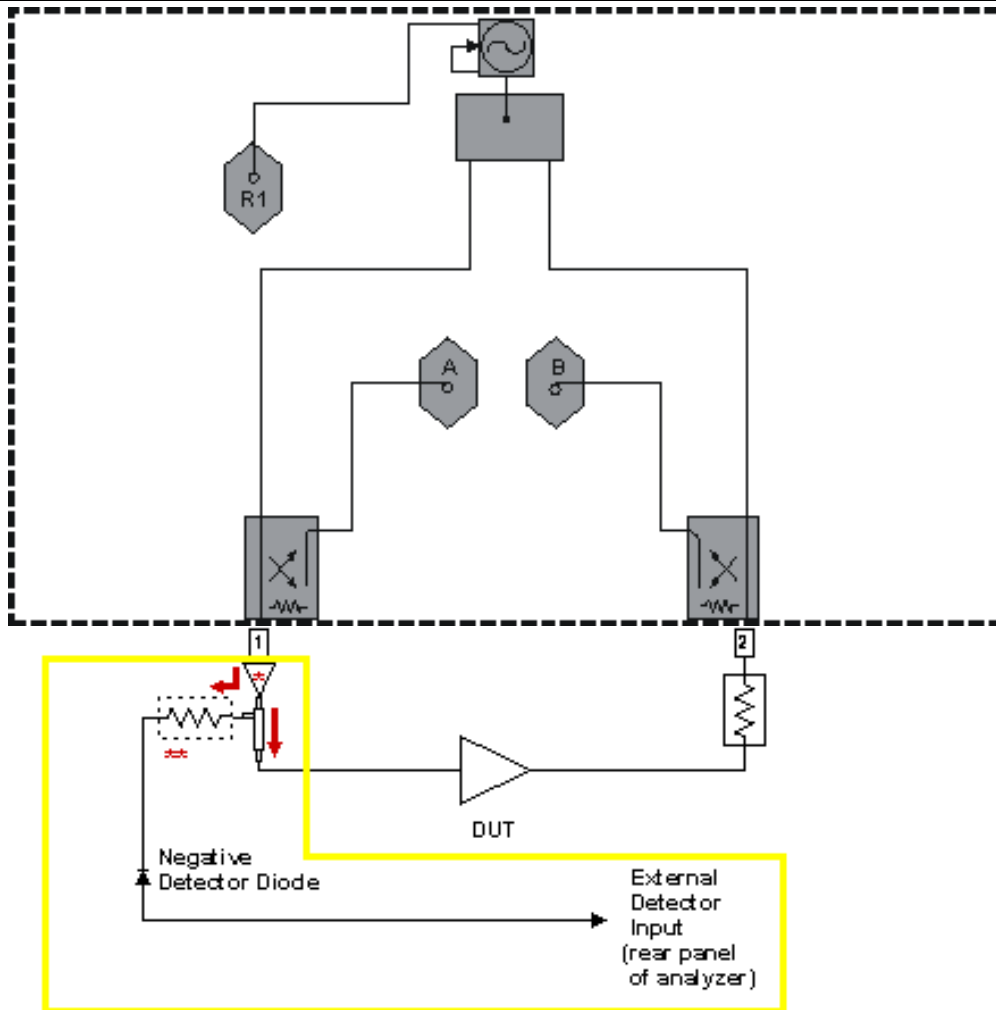 R1
A
B
1
2
*
**
DUT
Negative
Detector Diode
External
Detector
Input
(rear panel
of analyzer)